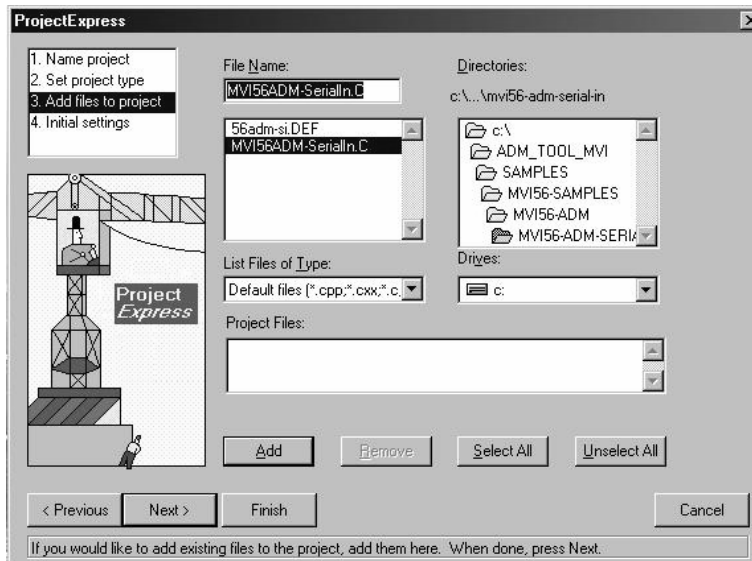 ProjectExpress
1. Name project
2. Set project type
3. Add files to project
4. Initial settings
File Name:
MVI56ADM-SerialIn.C
56adm-si.DEF
MVI56ADM-SerialIn.C
List Files of Type:
Default files (*.cpp;*.cxx;*.c.
Directories:
c:\...\mvi56-adm-serial-in
c:\
ADM_TOOL_MVI
SAMPLES
MVI56-SAMPLES
MVI56-ADM
MVI56-ADM-SERIA
Drives:
c:
Project
Express
Project Files:
Add
Remove
Select All
Unselect All
< Previous
Next >
Finish
Cancel
If you would like to add existing files to the project, add them here. When done, press Next.